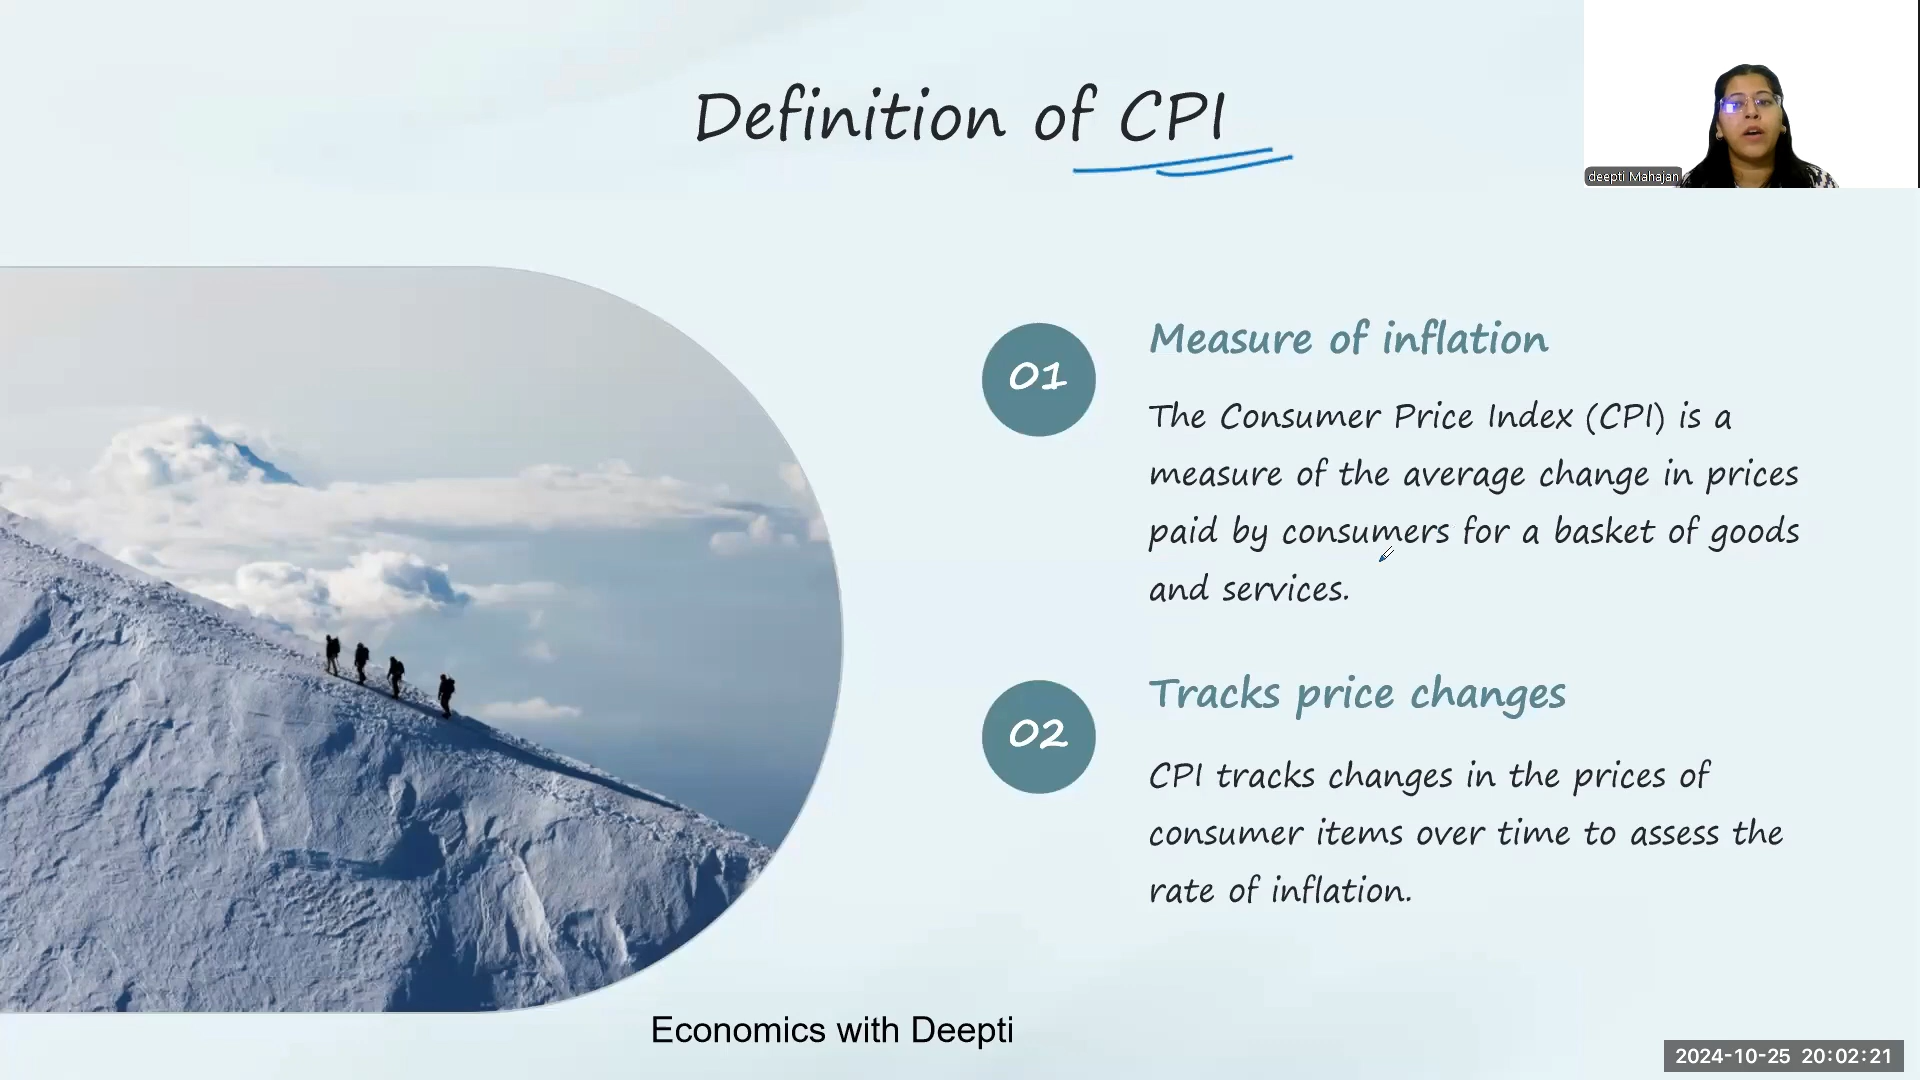 Definition of CPI
deepti Mahajan
01
Measure of inflation
The Consumer Price Index (CPI) is a
measure of the average change in prices
paid by consumers for a basket of goods
and services.
02
Tracks price changes
CPI tracks changes in the prices of
consumer items over time to assess the
rate of inflation.
Economics with Deepti
2024-10-25 20:02:21